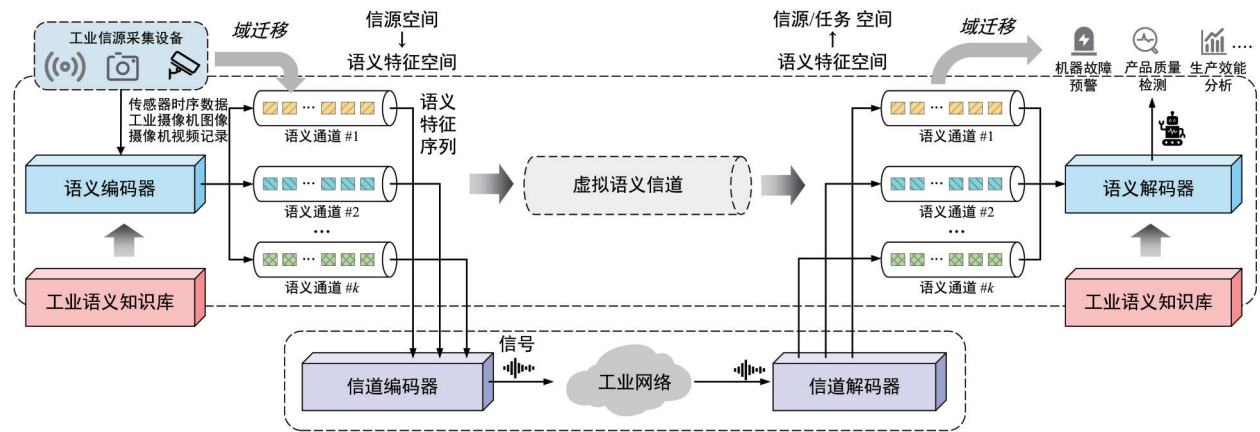 工业信源采集设备
域迁移
信源空间
↓
语义特征空间
信源/任务 空间
↑
语义特征空间
域迁移
机器故障
预警
产品质量
检测
生产效能
分析
....
传感器时序数据
工业摄像机图像
摄像机视频记录
语义编码器
工业语义知识库
...
语义通道 #1
...
语义通道 #2
...
...
语义通道 #k
语义
特征
序列
虚拟语义信道
...
语义通道 #1
...
语义通道 #2
...
...
语义通道 #k
语义解码器
工业语义知识库
信道编码器
信号
工业网络
信道解码器